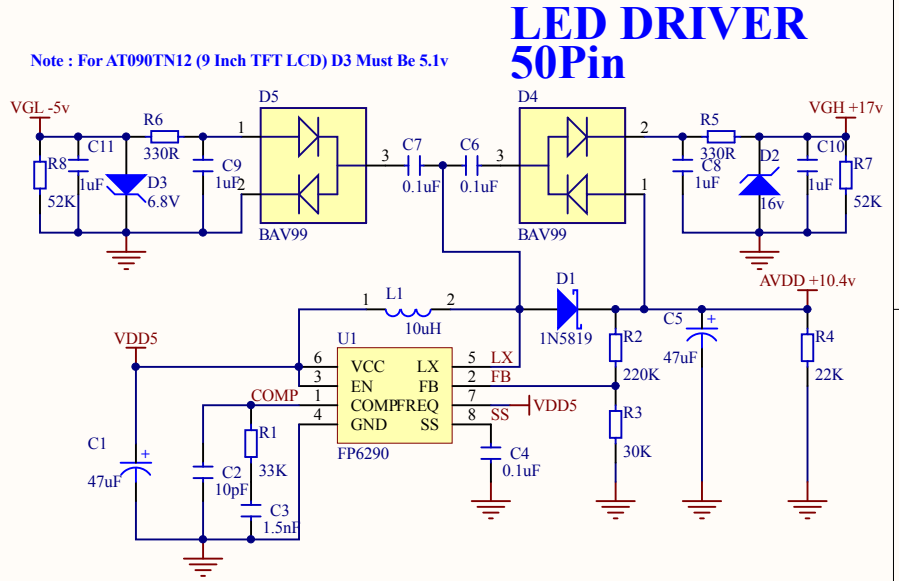 LED DRIVER
50Pin
Note : For AT090TN12 (9 Inch TFT LCD) D3 Must Be 5.1v
VGL -5v
R8
52K
C11
1uF
D3
6.8V
R6
330R
C9
1uF
D5
1
2
3
BAV99
C7
0.1uF
C6
0.1uF
D4
3
2
1
BAV99
C8
1uF
R5
330R
D2
16v
C10
1uF
VGH +17v
R7
52K
AVDD +10.4v
VDD5
1
L1
2
10uH
D1
1N5819
R2
220K
C5
+
47uF
R4
22K
U1
6
VCC
LX
5
LX
3
EN
FB
2
FB
COMP
1
COMP
FREQ
7
VDD5
4
GND
SS
8
SS
FP6290
R3
30K
C1
+
47uF
C2
10pF
R1
33K
C3
1.5nF
C4
0.1uF